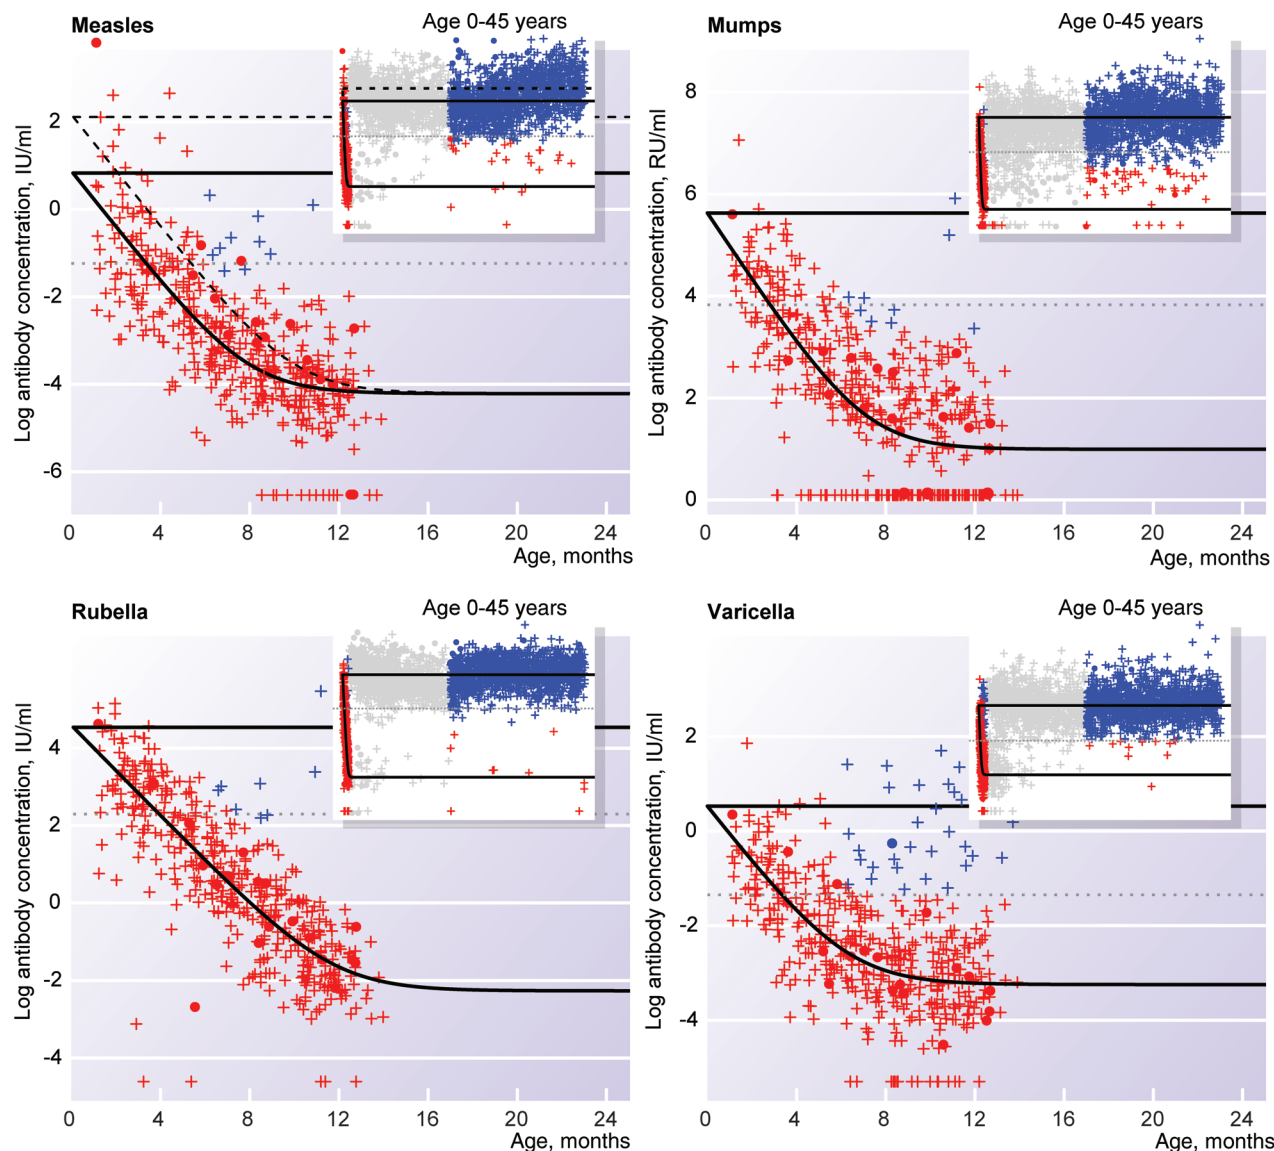 Measles
Age 0-45 years
Log antibody concentration, IU/ml
2
0
-2
-4
-6
0 4 8 12 16 20 24
Age, months
Mumps
Age 0-45 years
Log antibody concentration, RU/ml
8
6
4
2
0
0 4 8 12 16 20 24
Age, months
Rubella
Age 0-45 years
Log antibody concentration, IU/ml
4
2
0
-2
-4
0 4 8 12 16 20 24
Age, months
Varicella
Age 0-45 years
Log antibody concentration, IU/ml
2
0
-2
-4
0 4 8 12 16 20 24
Age, months